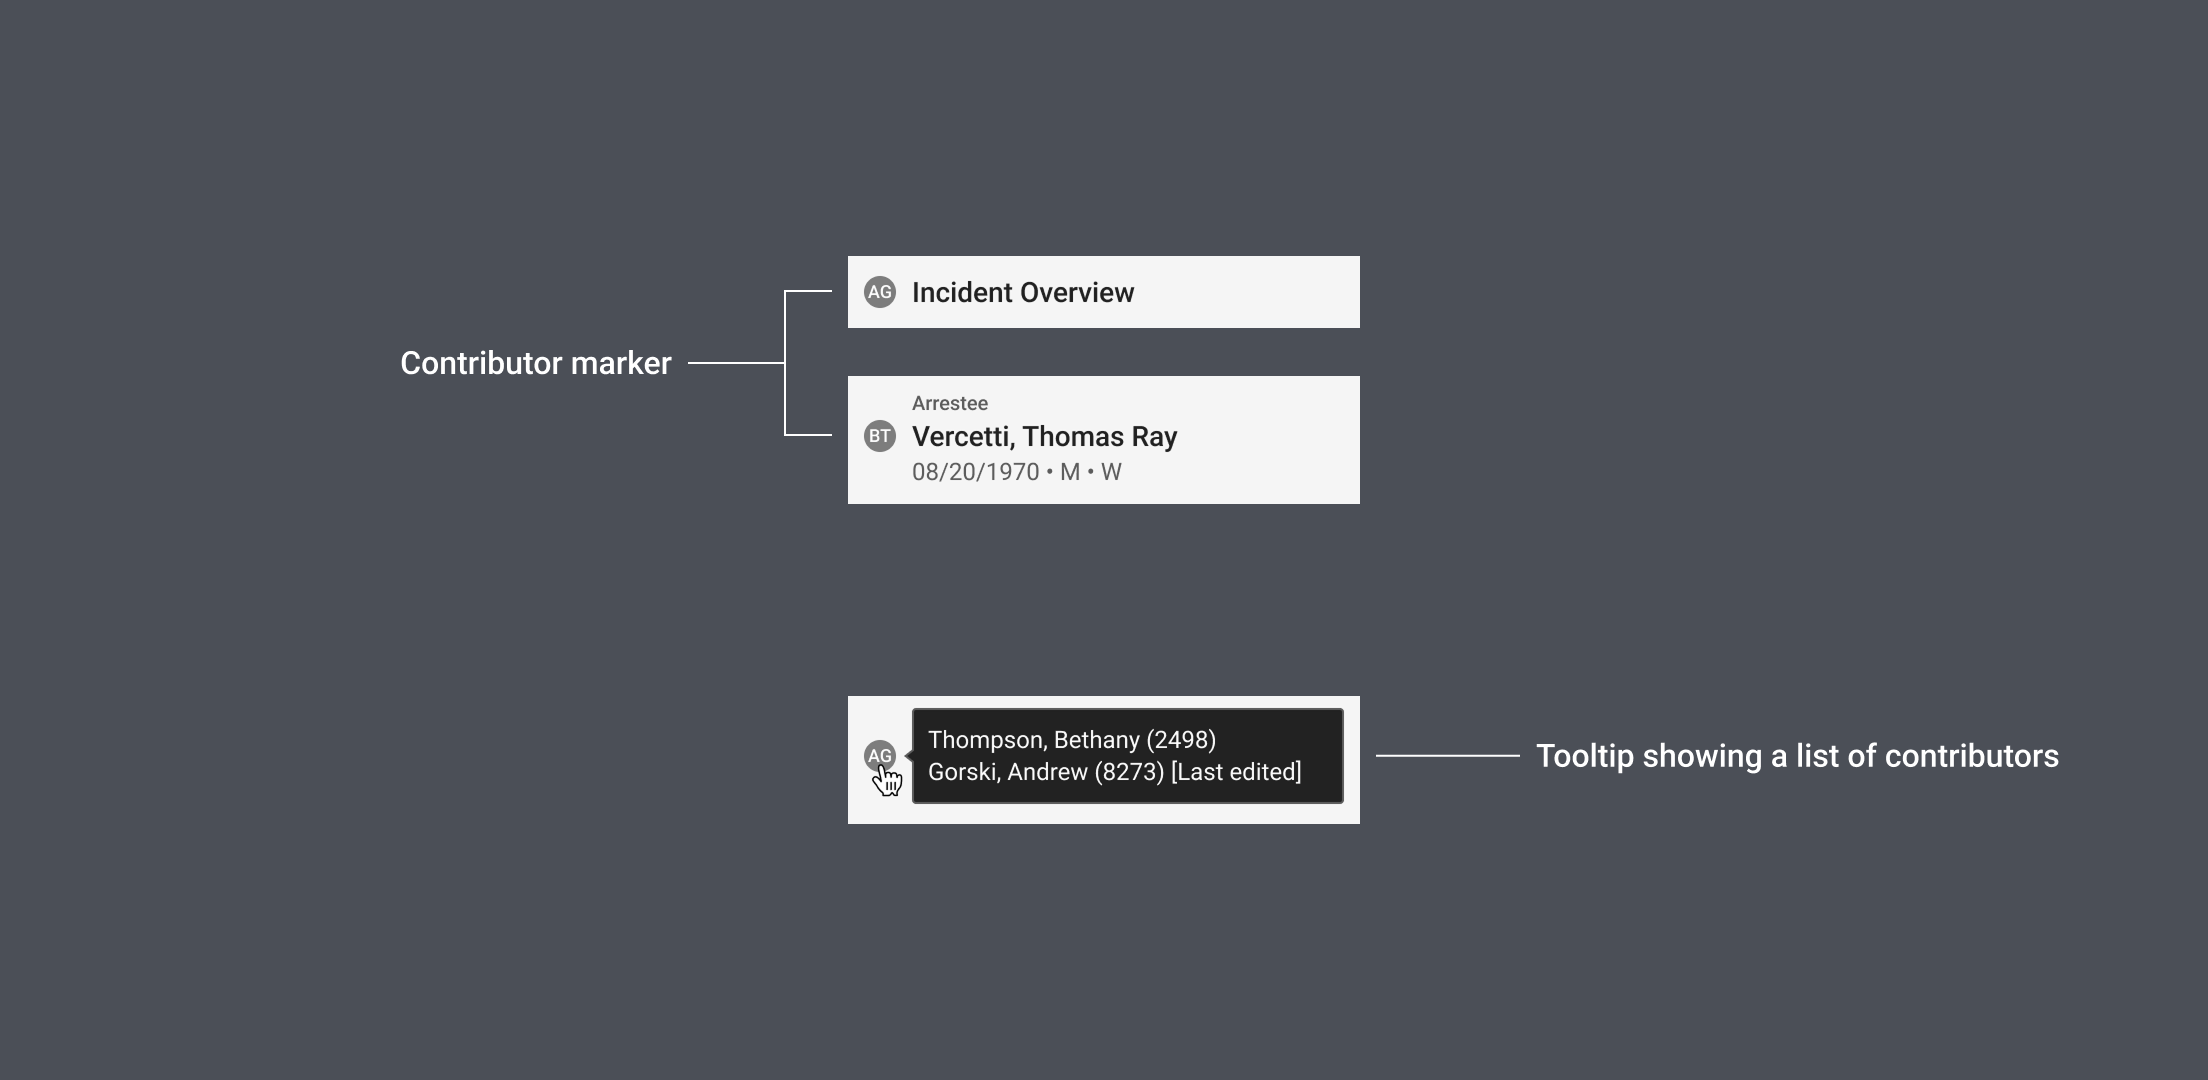 AG Incident Overview
Contributor marker
Arrestee
BT Vercetti, Thomas Ray
08/20/1970 • M • W
Thompson, Bethany (2498)
AG
Gorski, Andrew (8273) [Last edited]
Tooltip showing a list of contributors